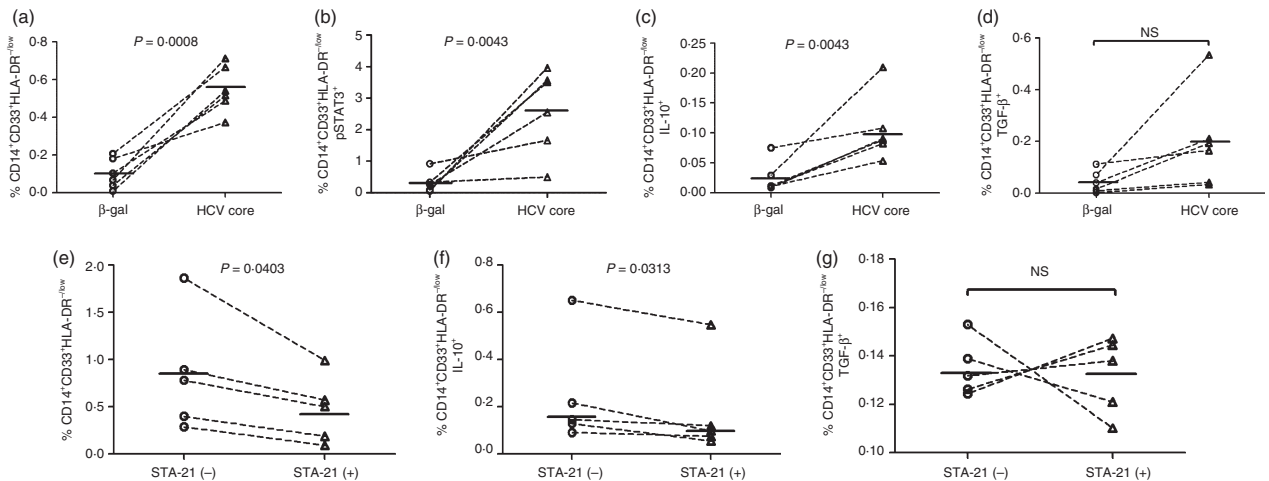 (a)
P = 0·0008
% CD14⁺CD33⁺HLA-DR⁻/ˡᵒʷ
0·8
0·6
0·4
0·2
0·0
β-gal
HCV core
(b)
P = 0·0043
% CD14⁺CD33⁺HLA-DR⁻/ˡᵒʷ
pSTAT3⁺
5
4
3
2
1
0
β-gal
HCV core
(c)
P = 0·0043
% CD14⁺CD33⁺HLA-DR⁻/ˡᵒʷ
IL-10⁺
0·25
0·20
0·15
0·10
0·05
0·00
β-gal
HCV core
(d)
NS
% CD14⁺CD33⁺HLA-DR⁻/ˡᵒʷ
TGF-β⁺
0·6
0·4
0·2
0·0
β-gal
HCV core
(e)
P = 0·0403
% CD14⁺CD33⁺HLA-DR⁻/ˡᵒʷ
2·0
1·5
1·0
0·5
0·0
STA-21 (–)
STA-21 (+)
(f)
P = 0·0313
% CD14⁺CD33⁺HLA-DR⁻/ˡᵒʷ
IL-10⁺
0·8
0·6
0·4
0·2
0·0
STA-21 (–)
STA-21 (+)
(g)
NS
% CD14⁺CD33⁺HLA-DR⁻/ˡᵒʷ
TGF-β⁺
0·18
0·16
0·14
0·12
0·10
STA-21 (–)
STA-21 (+)